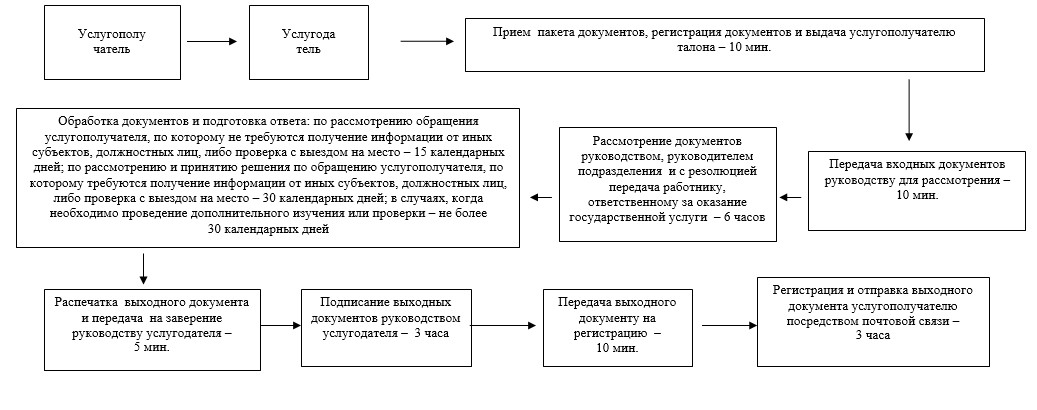 Услугополу
чатель
Услугода
тель
Прием пакета документов, регистрация документов и выдача услугополучателю
талона – 10 мин.
Передача входных документов
руководству для рассмотрения –
10 мин.
Рассмотрение документов
руководством, руководителем
подразделения и с резолюцией
передача работнику,
ответственному за оказание
государственной услуги – 6 часов
Обработка документов и подготовка ответа: по рассмотрению обращения
услугополучателя, по которому не требуются получение информации от иных
субъектов, должностных лиц, либо проверка с выездом на место – 15 календарных
дней; по рассмотрению и принятию решения по обращению услугополучателя, по
которому требуются получение информации от иных субъектов, должностных лиц,
либо проверка с выездом на место – 30 календарных дней; в случаях, когда
необходимо проведение дополнительного изучения или проверки – не более
30 календарных дней
Распечатка выходного документа
и передача на заверение
руководству услугодателя –
5 мин.
Подписание выходных
документов руководством
услугодателя – 3 часа
Передача выходного
документу на
регистрацию –
10 мин.
Регистрация и отправка выходного
документа услугополучателю
посредством почтовой связи –
3 часа